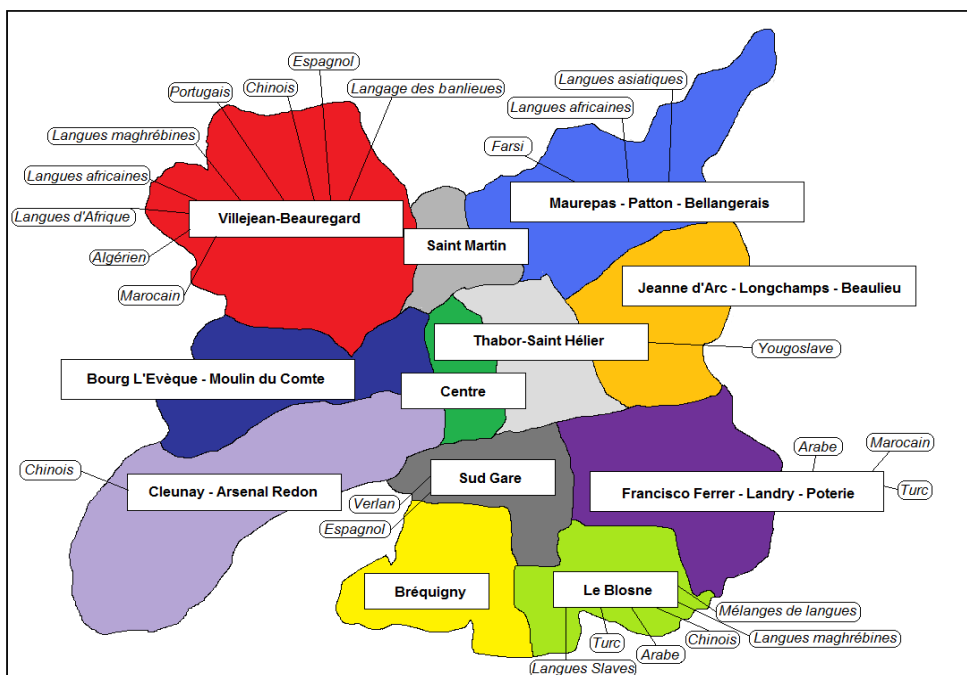 Espagnol
Langues asiatiques
Portugais
Chinois
Langage des banlieues
Langues africaines
Langues maghrébines
Farsi
Langues africaines
Villejean-Beauregard
Maurepas - Patton - Bellangerais
Langues d'Afrique
Saint Martin
Algérien
Marocain
Jeanne d'Arc - Longchamps - Beaulieu
Thabor-Saint Hélier
Yougoslave
Bourg L'Evèque - Moulin du Comte
Centre
Arabe
Marocain
Chinois
Cleunay - Arsenal Redon
Sud Gare
Francisco Ferrer - Landry - Poterie
Turc
Verlan
Espagnol
Bréquigny
Le Blosne
Mélanges de langues
Turc
Chinois
Langues maghrébines
Arabe
Langues Slaves